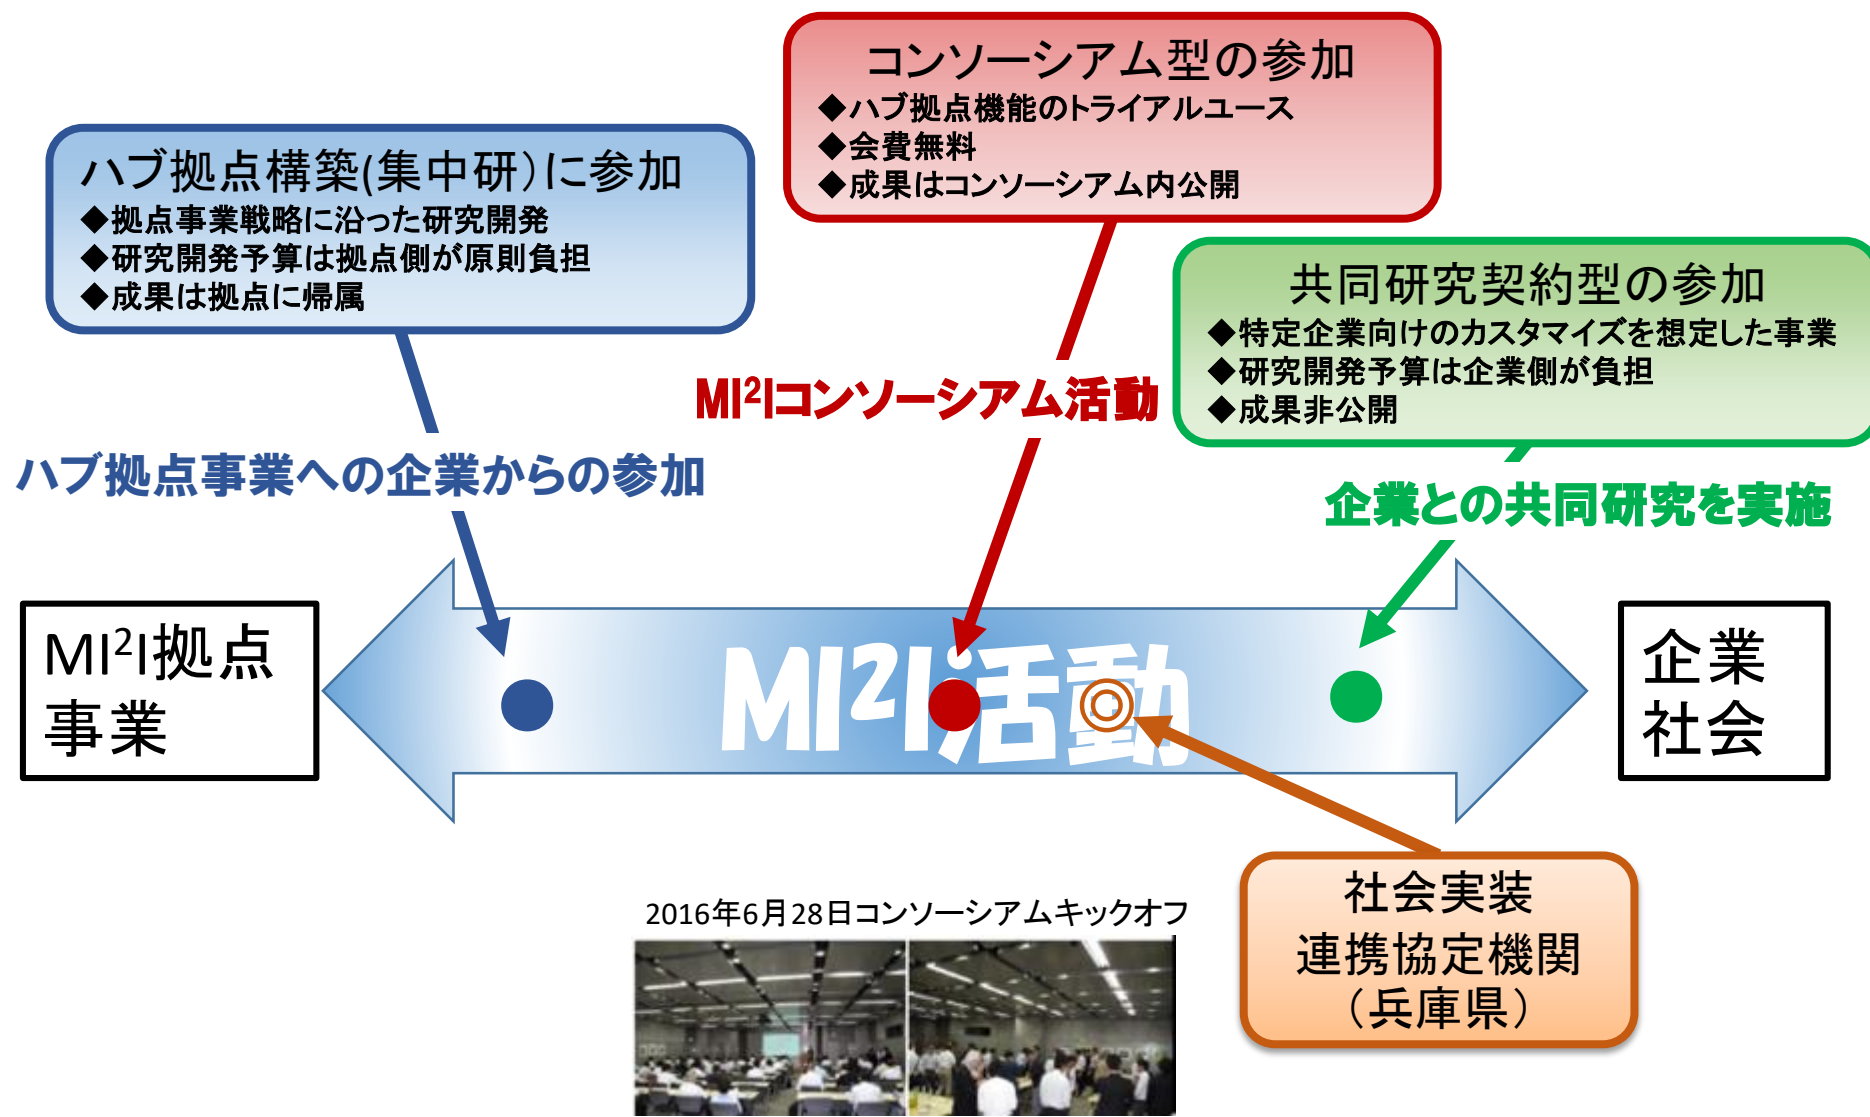 コンソーシアム型の参加
◆ハブ拠点機能のトライアルユース
◆会費無料
◆成果はコンソーシアム内公開
ハブ拠点構築(集中研)に参加
◆拠点事業戦略に沿った研究開発
◆研究開発予算は拠点側が原則負担
◆成果は拠点に帰属
共同研究契約型の参加
◆特定企業向けのカスタマイズを想定した事業
◆研究開発予算は企業側が負担
◆成果非公開
MI²Iコンソーシアム活動
ハブ拠点事業への企業からの参加
企業との共同研究を実施
MI²I拠点
事業
MI²I活動
企業
社会
社会実装
連携協定機関
(兵庫県)
2016年6月28日コンソーシアムキックオフ